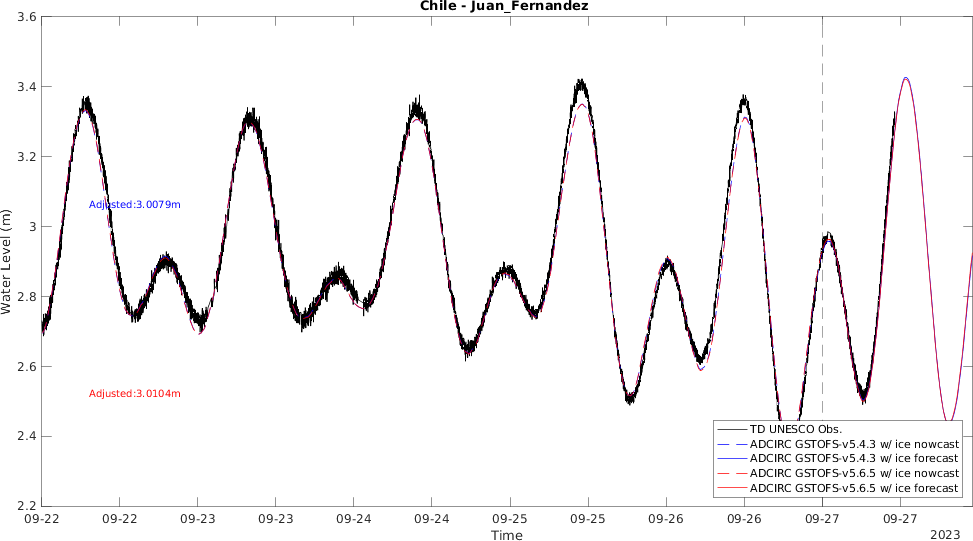 Chile - Juan_Fernandez
3.6
3.4
3.2
3
2.8
2.6
2.4
2.2
Water Level (m)
Adjusted:3.0079m
Adjusted:3.0104m
TD UNESCO Obs.
ADCIRC GSTOFS-v5.4.3 w/ ice nowcast
ADCIRC GSTOFS-v5.4.3 w/ ice forecast
ADCIRC GSTOFS-v5.6.5 w/ ice nowcast
ADCIRC GSTOFS-v5.6.5 w/ ice forecast
09-22 09-22 09-23 09-23 09-24 09-24 09-25 09-25 09-26 09-26 09-27 09-27
Time
2023